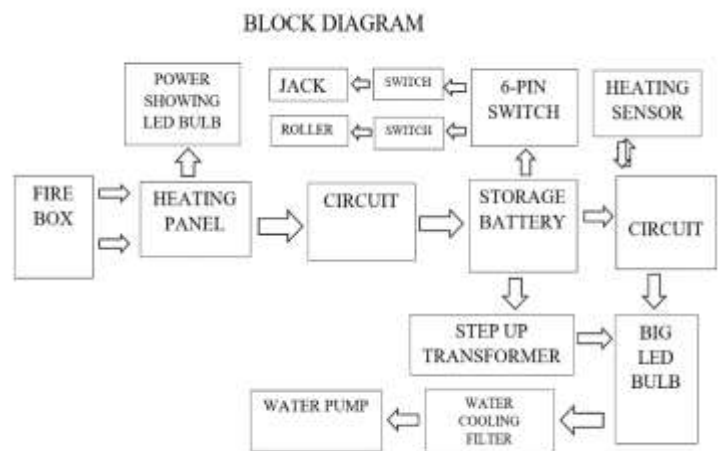 BLOCK DIAGRAM
POWER
SHOWING
LED BULB
JACK
SWITCH
6-PIN
SWITCH
HEATING
SENSOR
ROLLER
SWITCH
FIRE
BOX
HEATING
PANEL
CIRCUIT
STORAGE
BATTERY
CIRCUIT
STEP UP
TRANSFORMER
BIG
LED
BULB
WATER PUMP
WATER
COOLING
FILTER